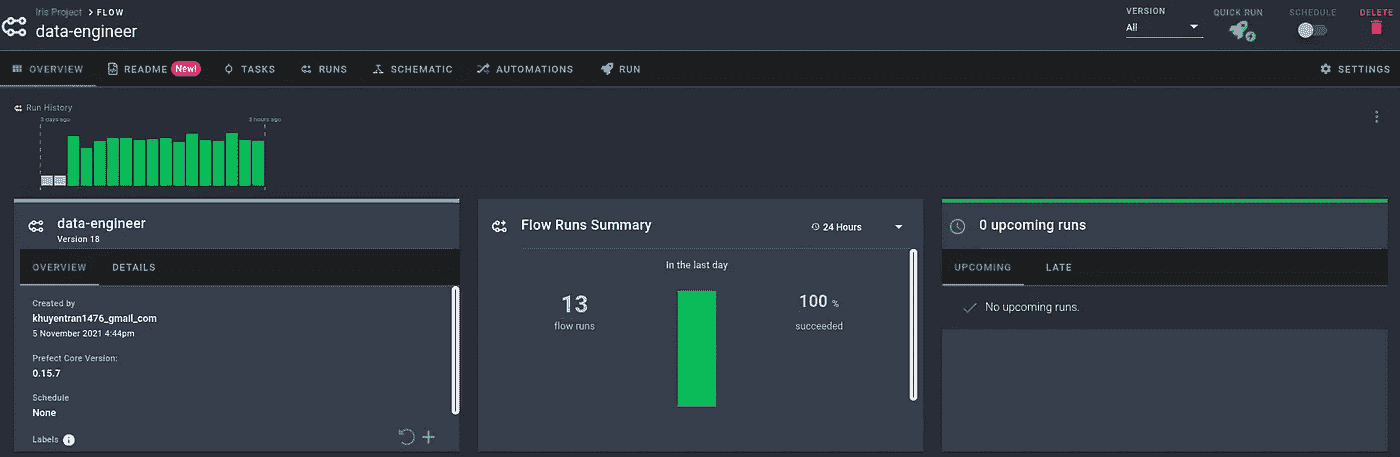 Iris Project > FLOW
data-engineer
VERSION
All
QUICK RUN
SCHEDULE
DELETE
OVERVIEW
README New!
TASKS
RUNS
SCHEMATIC
AUTOMATIONS
RUN
SETTINGS
Run History
3 days ago
3 hours ago
data-engineer
Version 18
OVERVIEW
DETAILS
Created by
khuyentran1476_gmail_com
5 November 2021 4:44pm
Prefect Core Version:
0.15.7
Schedule
None
Labels
Flow Runs Summary
24 Hours
In the last day
13
flow runs
100 %
succeeded
0 upcoming runs
UPCOMING
LATE
No upcoming runs.